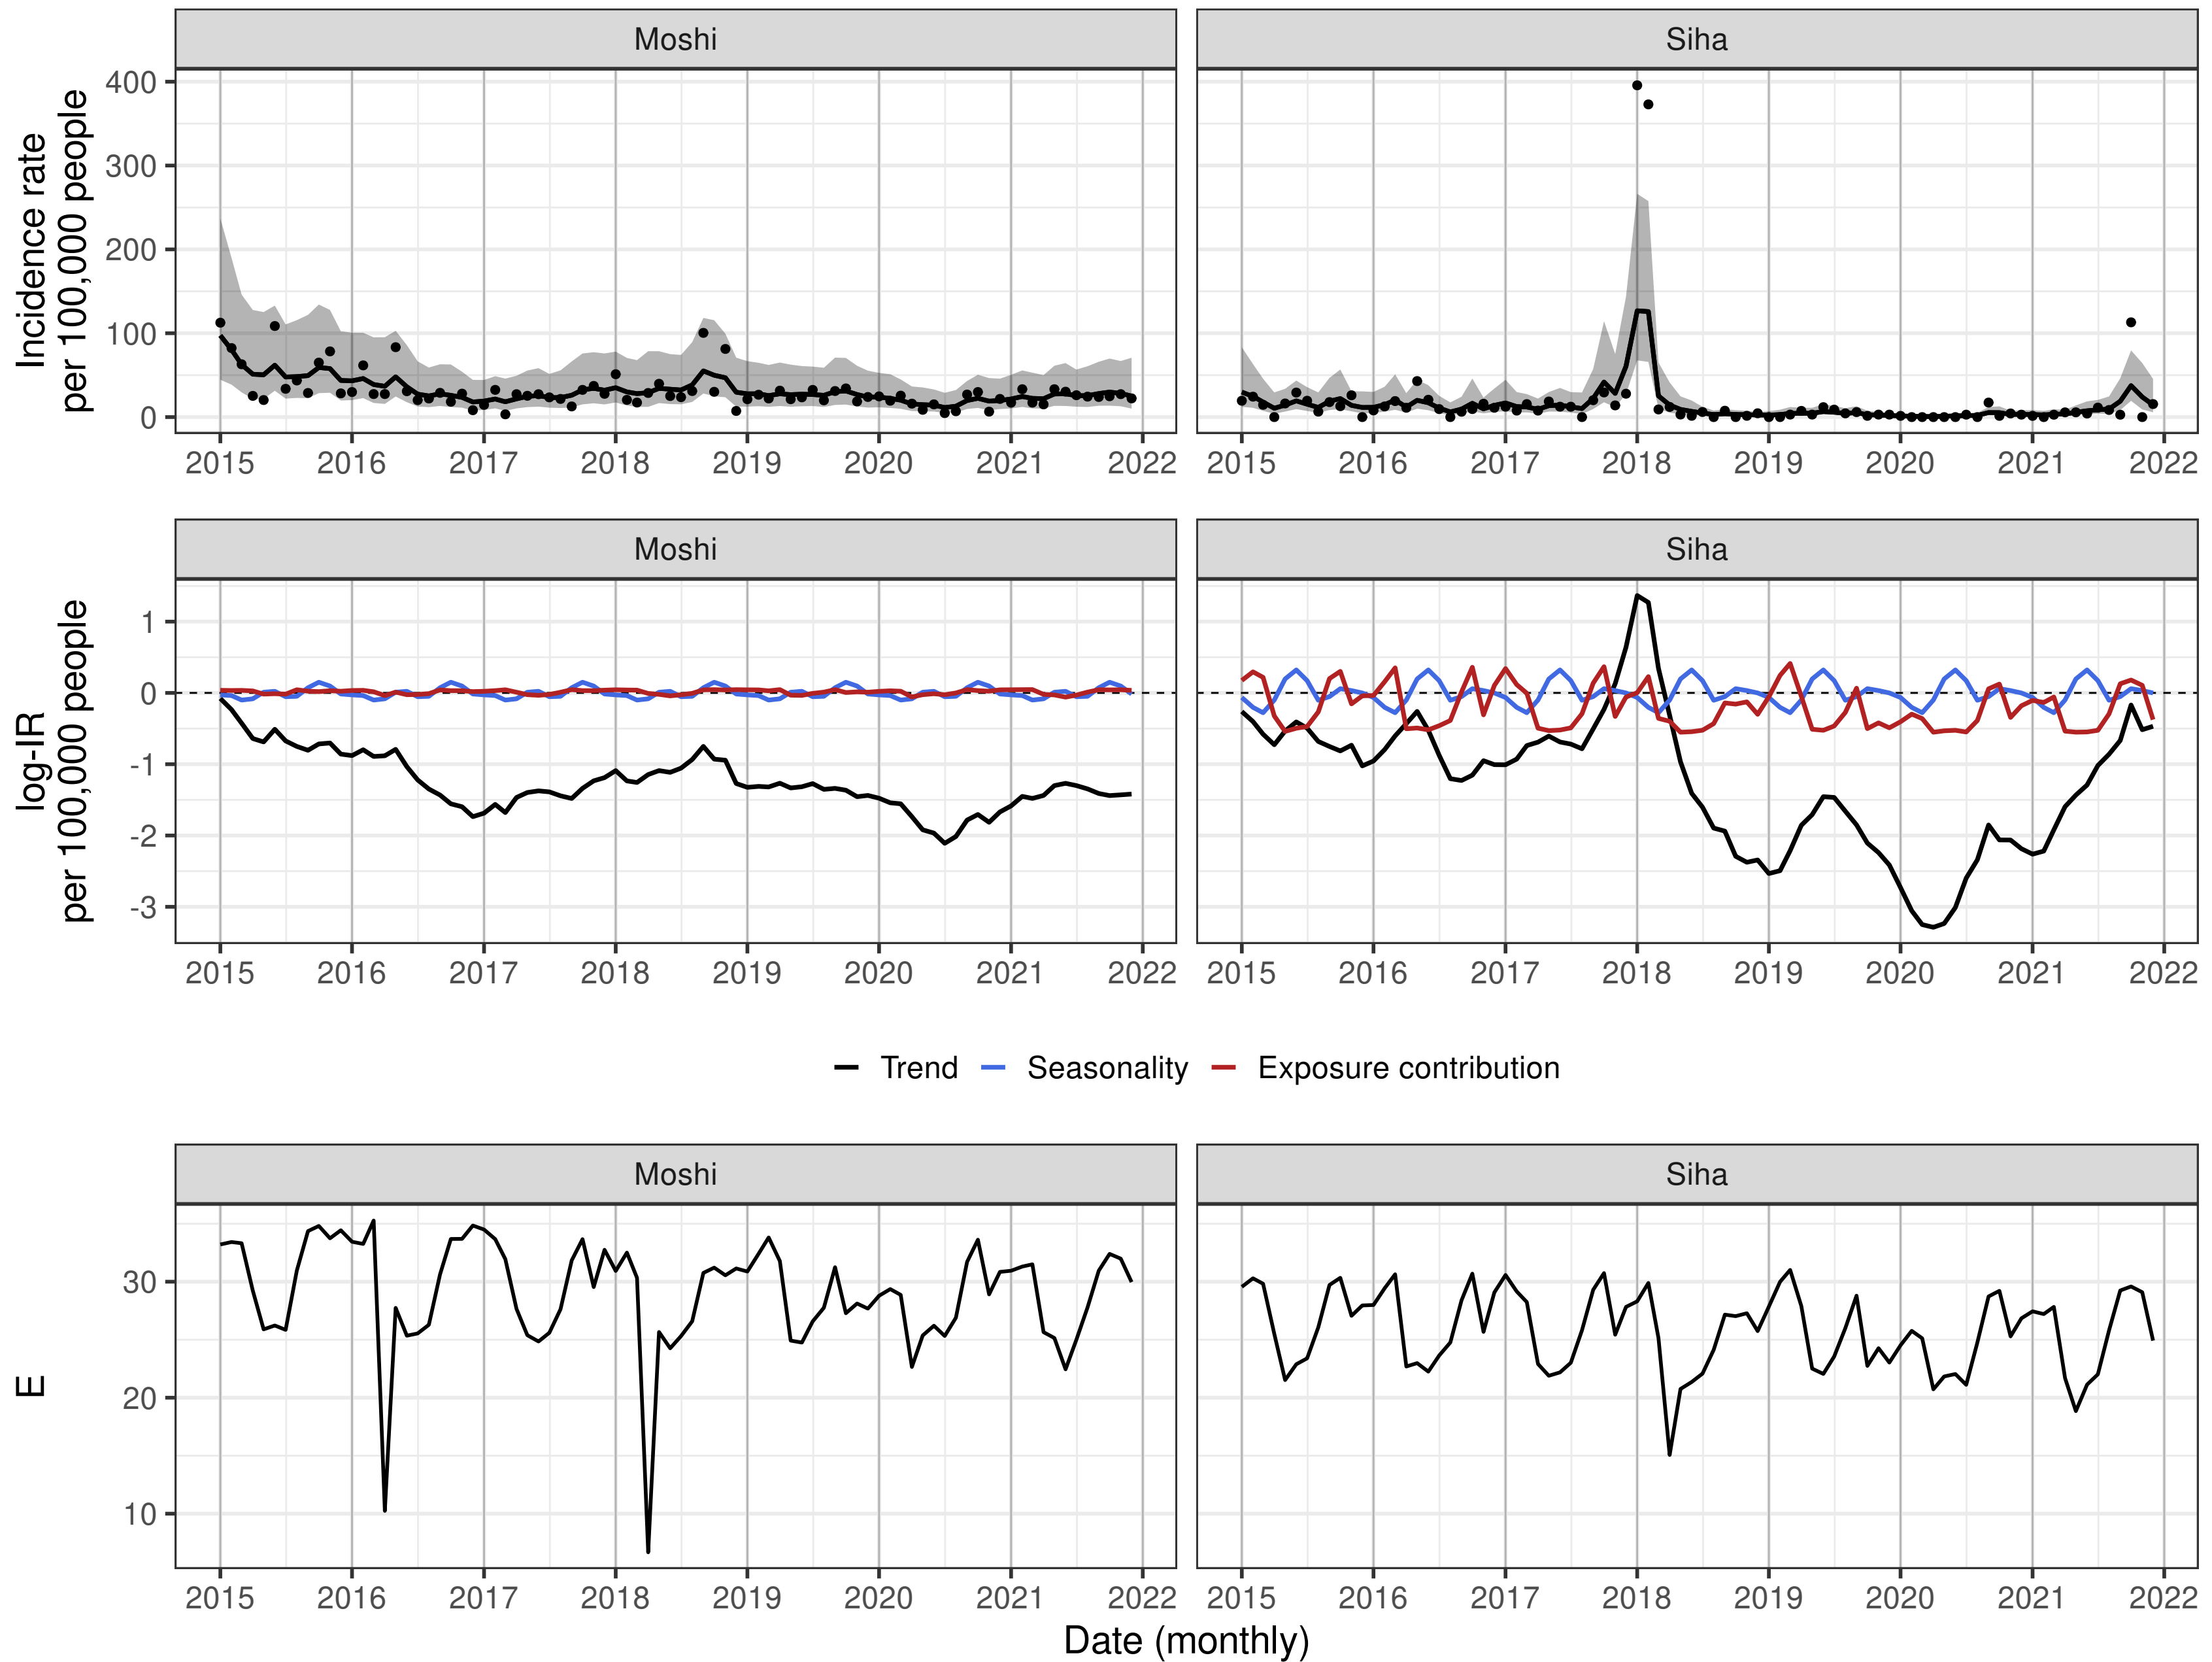 Moshi
Siha
Incidence rate
per 100,000 people
400
300
200
100
0
2015 2016 2017 2018 2019 2020 2021 2022
2015 2016 2017 2018 2019 2020 2021 2022
Moshi
Siha
log-IR
per 100,000 people
1
0
-1
-2
-3
2015 2016 2017 2018 2019 2020 2021 2022
2015 2016 2017 2018 2019 2020 2021 2022
Trend Seasonality Exposure contribution
Moshi
Siha
E
30
20
10
2015 2016 2017 2018 2019 2020 2021 2022
2015 2016 2017 2018 2019 2020 2021 2022
Date (monthly)